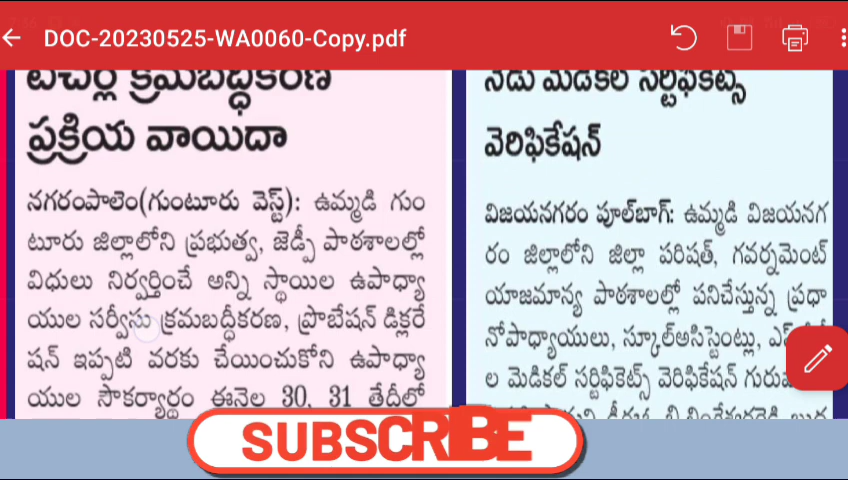 DOC-20230525-WA0060-Copy.pdf
టీచర్ల క్రమబద్ధీకరణ
ప్రక్రియ వాయిదా
నగరంపాలెం(గుంటూరు వెస్ట్): ఉమ్మడి గుం
టూరు జిల్లాలోని ప్రభుత్వ, జెడ్పీ పాఠశాలల్లో
విధులు నిర్వర్తించే అన్ని స్థాయిల ఉపాధ్యా
యుల సర్వీసు క్రమబద్ధీకరణ, ప్రొబేషన్ డిక్లరే
షన్ ఇప్పటి వరకు చేయించుకోని ఉపాధ్యా
యుల సౌకర్యార్థం ఈనెల 30, 31 తేదీలో
నేడు మెడికల్ సర్టిఫికెట్స్
వెరిఫికేషన్
విజయనగరం పూల్‌బాగ్: ఉమ్మడి విజయనగ
రం జిల్లాలోని జిల్లా పరిషత్, గవర్నమెంట్
యాజమాన్య పాఠశాలల్లో పనిచేస్తున్న ప్రధా
నోపాధ్యాయులు, స్కూల్అసిస్టెంట్లు,
ల మెడికల్ సర్టిఫికెట్స్ వెరిఫికేషన్
SUBSCRIBE